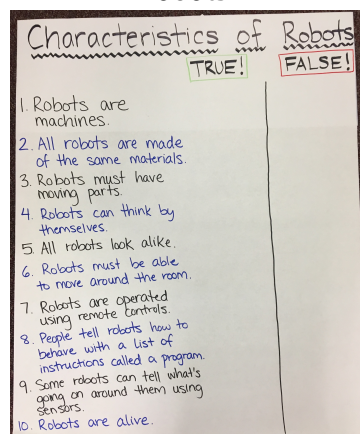 Characteristics of Robots
TRUE! FALSE!
1. Robots are
machines.
2. All robots are made
of the same materials.
3. Robots must have
moving parts.
4. Robots can think by
themselves.
5. All robots look alike.
6. Robots must be able
to move around the room.
7. Robots are operated
using remote controls.
8. People tell robots how to
behave with a list of
instructions called a program.
9. Some robots can tell what's
going on around them using
sensors.
10. Robots are alive.